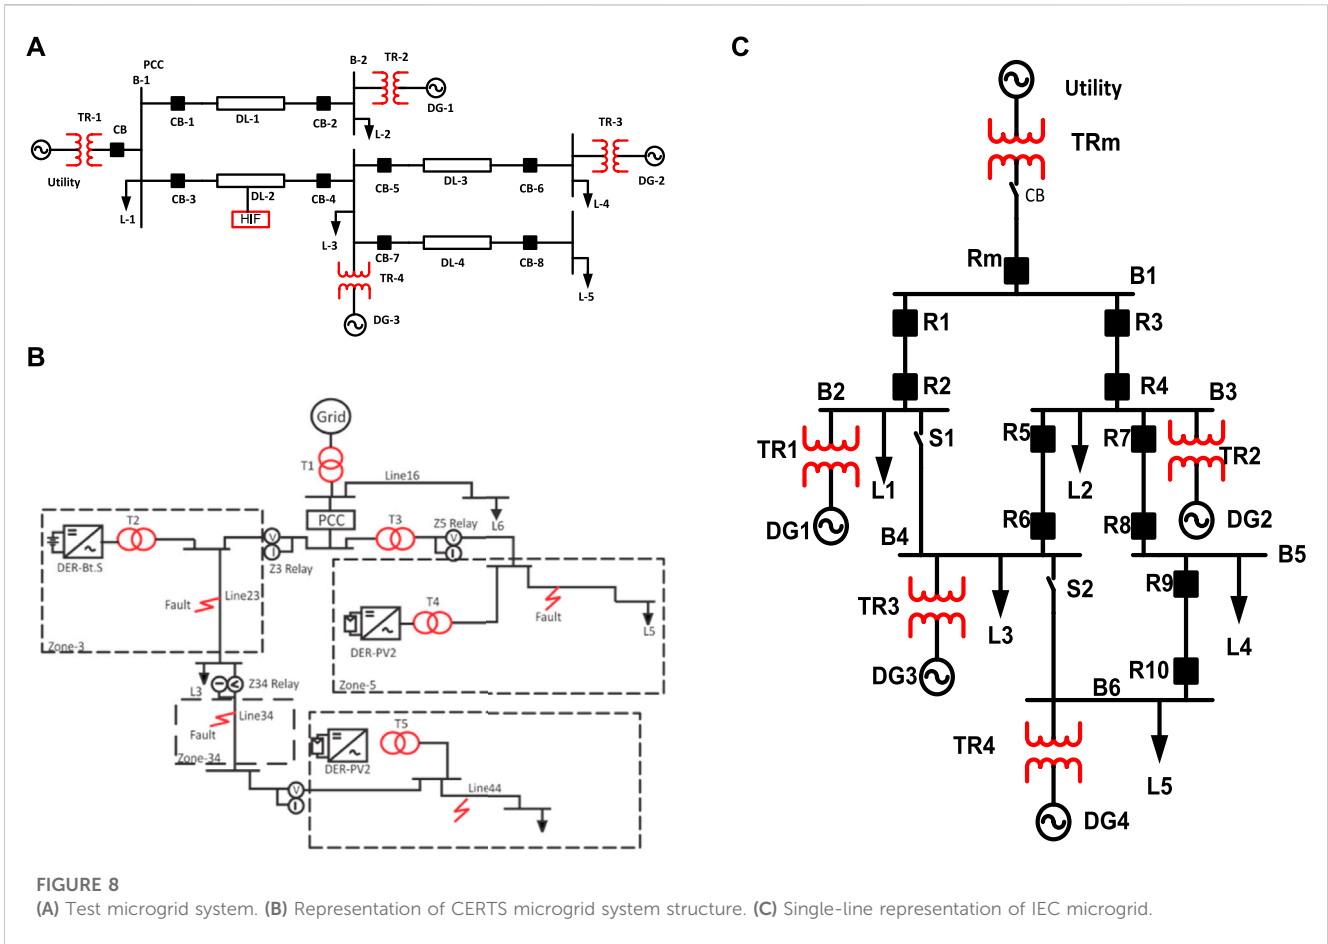 A
PCC
B-1
B-2
TR-2
DG-1
TR-1
CB
CB-1
DL-1
CB-2
L-2
TR-3
Utility
CB-5
DL-3
CB-6
DG-2
CB-3
DL-2
CB-4
L-4
L-1
HIF
L-3
CB-7
DL-4
CB-8
TR-4
L-5
DG-3
B
Grid
T1
Line16
L6
PCC
T2
T3
Z5 Relay
V
V
I
I
Z3 Relay
DER-Bt.S
Fault
Line23
T4
Fault
L5
DER-PV2
Zone-3
Zone-5
L3
Z34 Relay
Line34
Fault
Zone-34
T5
DER-PV2
Line44
V
I
C
Utility
TRm
CB
Rm
B1
R1
R3
R2
R4
B2
B3
S1
R5
R7
TR1
TR2
L1
L2
DG1
R6
R8
DG2
B4
B5
S2
R9
TR3
L3
L4
DG3
R10
B6
TR4
L5
DG4
FIGURE 8
(A) Test microgrid system. (B) Representation of CERTS microgrid system structure. (C) Single-line representation of IEC microgrid.